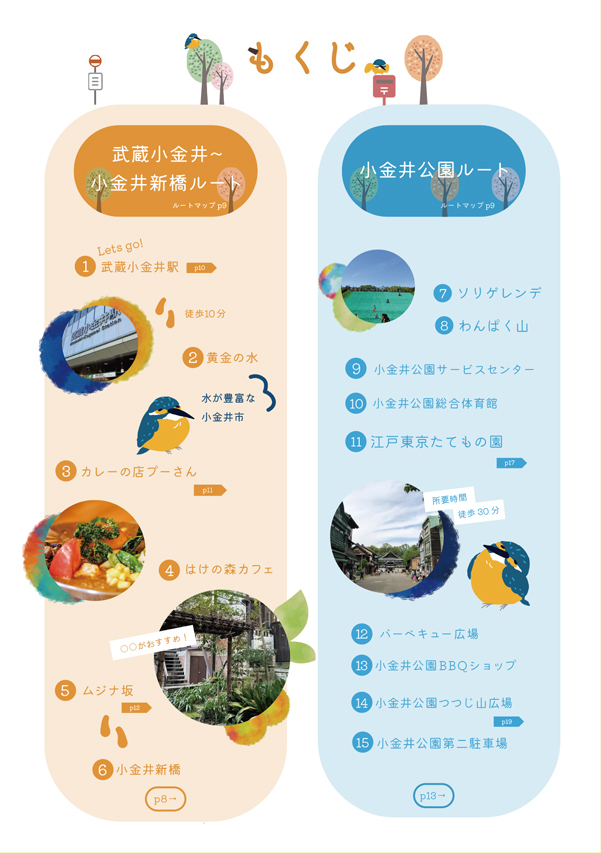 もくじ
武蔵小金井~
小金井新橋ルート
ルートマップp9
Lets go!
1 武蔵小金井駅 p10
徒歩10分
2 黄金の水
水が豊富な
小金井市
3 カレーの店プーさん
p11
4 はけの森カフェ
○○がおすすめ!
5 ムジナ坂
p12
6 小金井新橋
p8→
小金井公園ルート
ルートマップp9
7 ソリゲレンデ
8 わんぱく山
9 小金井公園サービスセンター
10 小金井公園総合体育館
11 江戸東京たてもの園
p17
所要時間
徒歩30分
12 バーベキュー広場
13 小金井公園BBQショップ
14 小金井公園つつじ山広場
p19
15 小金井公園第二駐車場
p13→